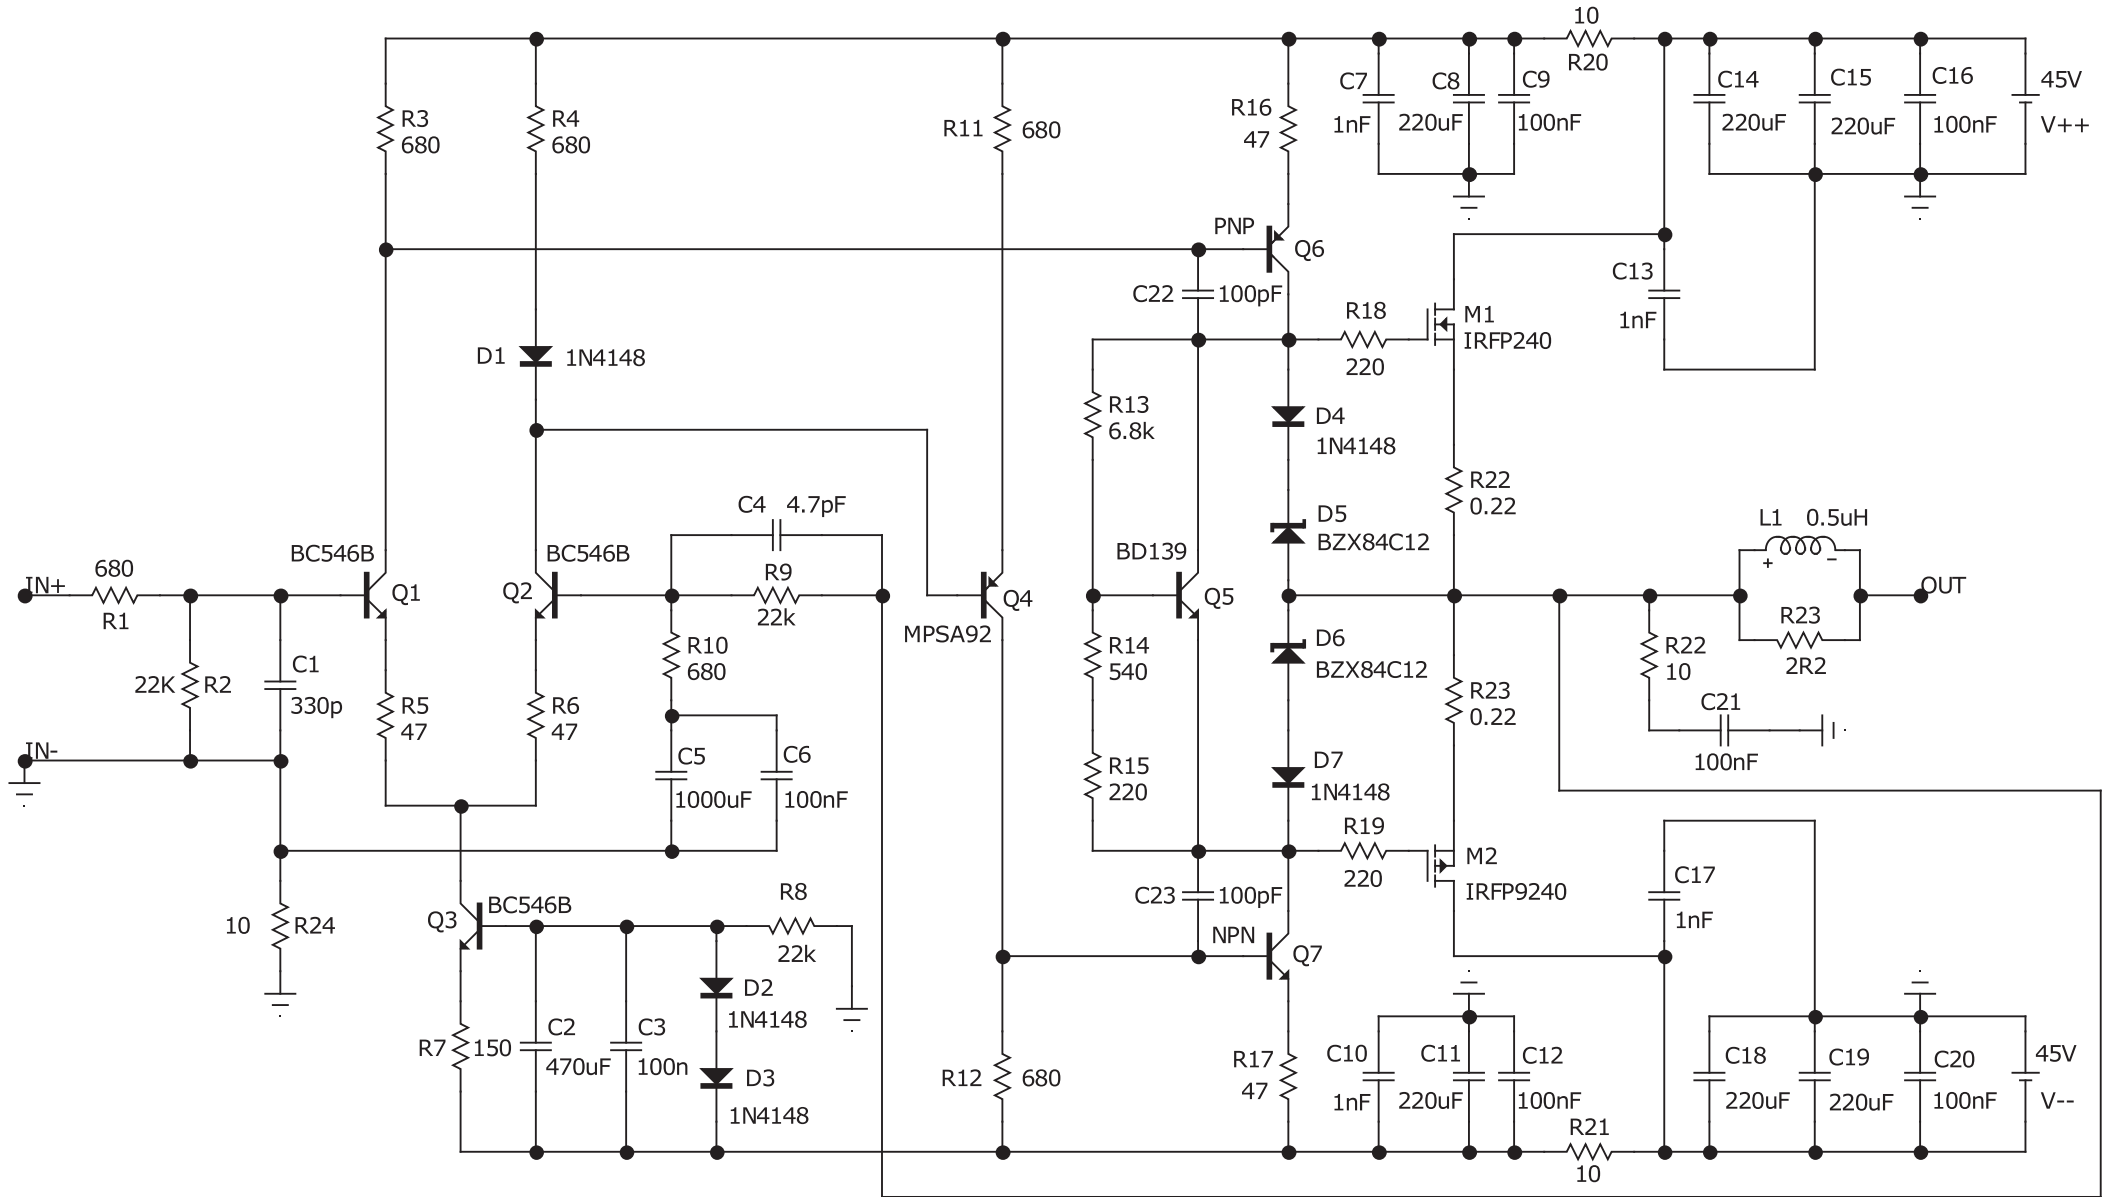 10
R20
C7
1nF
C8
220uF
C9
100nF
C14
220uF
C15
220uF
C16
100nF
45V
V++
R3
680
R4
680
R11 680
R16
47
PNP
Q6
C22 100pF
C13
1nF
R18
220
M1
IRFP240
D1 1N4148
R13
6.8k
D4
1N4148
R22
0.22
D5
BZX84C12
L1 0.5uH
+ −
C4 4.7pF
BC546B
Q1
BC546B
Q2
R9
22k
IN+
680
R1
Q4
MPSA92
BD139
Q5
OUT
R23
2R2
22K R2
C1
330p
R5
47
R6
47
R10
680
R14
540
D6
BZX84C12
R23
0.22
R22
10
C21
100nF
IN-
C5
1000uF
C6
100nF
R15
220
D7
1N4148
R19
220
M2
IRFP9240
C17
1nF
10 R24
Q3
BC546B
R8
22k
C23 100pF
NPN
Q7
D2
1N4148
R7 150
C2
470uF
C3
100n
D3
1N4148
R12 680
R17
47
C10
1nF
C11
220uF
C12
100nF
R21
10
C18
220uF
C19
220uF
C20
100nF
45V
V--